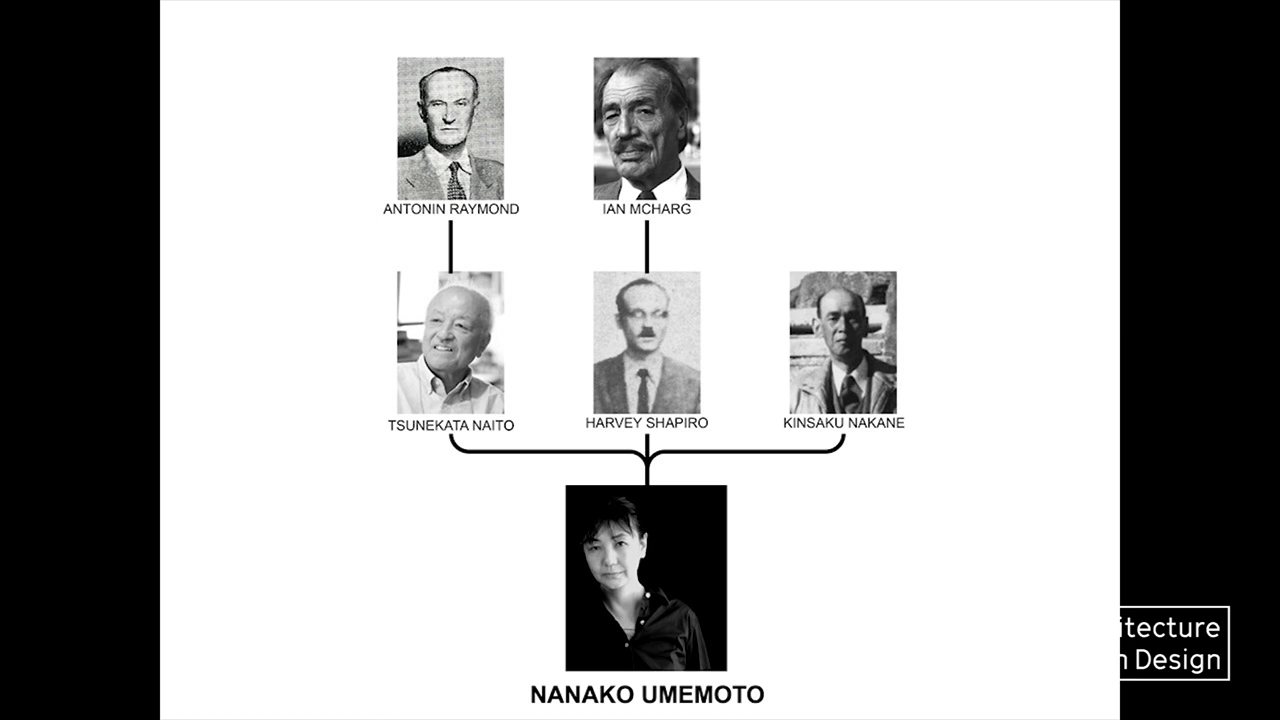 ANTONIN RAYMOND
IAN MCHARG
TSUNEKATA NAITO
HARVEY SHAPIRO
KINSAKU NAKANE
NANAKO UMEMOTO
itecture
n Design